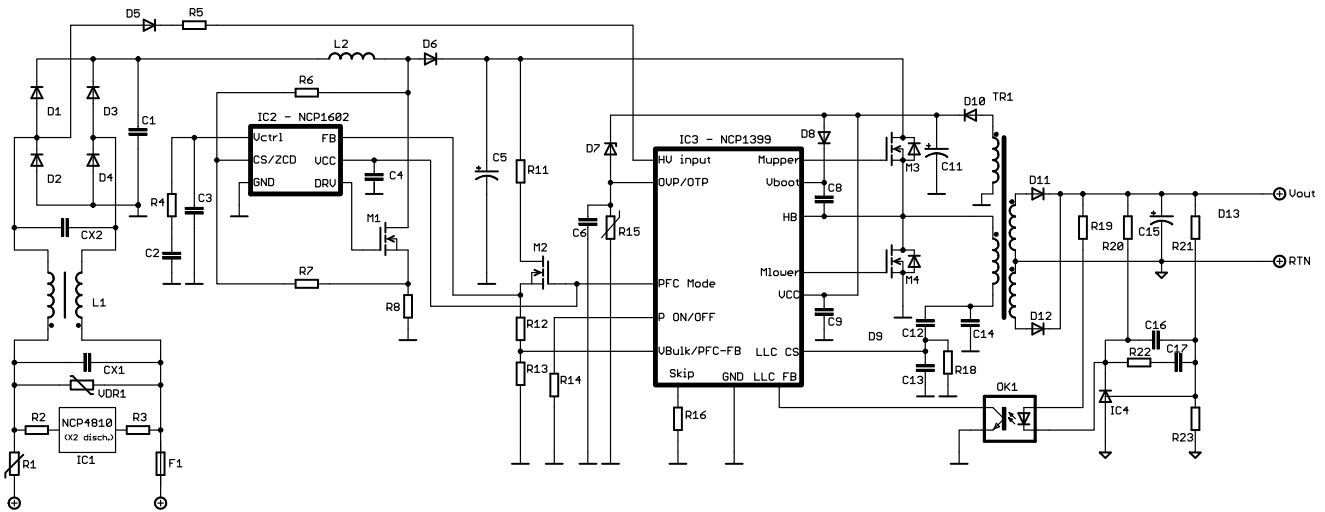 D5
R5
L2
D6
R6
D1
D3
C1
IC2 - NCP1602
Vctrl
FB
CS/ZCD
VCC
GND
DRV
D2
D4
R4
C3
C2
CX2
L1
CX1
VDR1
R2
NCP4810
(X2 disch.)
R3
IC1
R1
F1
C4
M1
R7
R8
C5
R11
M2
R12
R13
R14
D7
C6
R15
IC3 - NCP1399
HV input
Mupper
OVP/OTP
Vboot
HB
Mlower
PFC Mode
VCC
P ON/OFF
VBulk/PFC-FB
LLC CS
Skip
GND
LLC FB
R16
D8
C8
C9
M3
M4
C11
D10
TR1
D9
C12
C14
C13
R18
D11
D12
R19
R20
C15
R21
D13
Vout
RTN
C16
R22
C17
OK1
IC4
R23